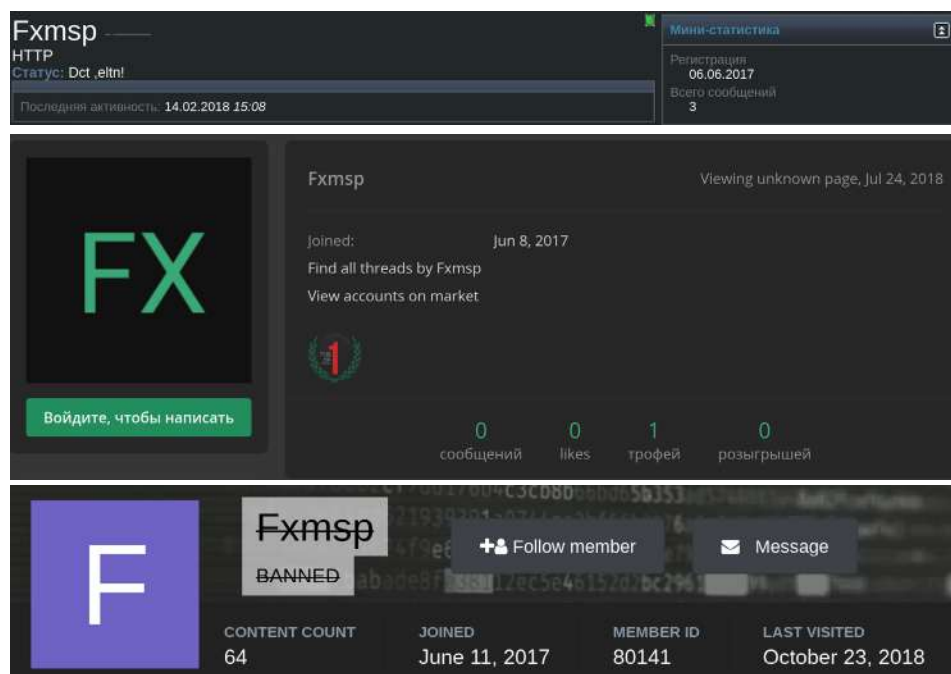 Fxmsp
HTTP
Статус: Dct ,eltn!
Последняя активность: 14.02.2018 15:08
Мини-статистика
Регистрация
06.06.2017
Всего сообщений
3
FX
Войдите, чтобы написать
Fxmsp
Viewing unknown page, Jul 24, 2018
Joined: Jun 8, 2017
Find all threads by Fxmsp
View accounts on market
1
0 0 1 0
сообщений likes трофей розыгрышей
F
Fxmsp
BANNED
Follow member
Message
CONTENT COUNT JOINED MEMBER ID LAST VISITED
64 June 11, 2017 80141 October 23, 2018